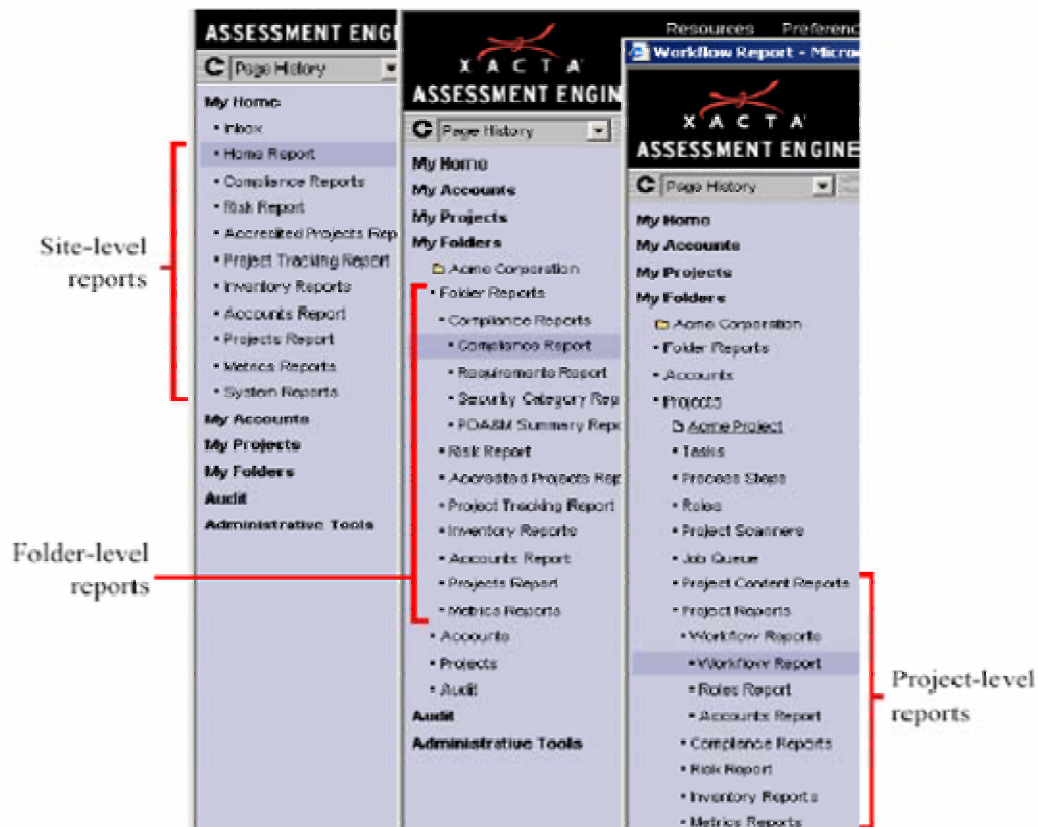 Site-level
reports
Folder-level
reports
Project-level
reports
ASSESSMENT ENGI
C Page History
My Home
• Inbox
• Home Report
• Compliance Reports
• Risk Report
• Accredited Projects Rep
• Project Tracking Report
• Inventory Reports
• Accounts Report
• Projects Report
• Metrics Reports
• System Reports
My Accounts
My Projects
My Folders
Audit
Administrative Tools
XACTA
ASSESSMENT ENGIN
C Page History
My Home
My Accounts
My Projects
My Folders
Acme Corporation
• Folder Reports
• Compliance Reports
• Compliance Report
• Requirements Report
• Security Category Rep
• POA&M Summary Repo
• Risk Report
• Accredited Projects Rep
• Project Tracking Report
• Inventory Reports
• Accounts Report
• Projects Report
• Metrics Reports
• Accounts
• Projects
• Audit
Audit
Administrative Tools
Resources Preferenc
Workflow Report - Micro
XACTA
ASSESSMENT ENGINE
C Page History
My Home
My Accounts
My Projects
My Folders
Acme Corporation
• Folder Reports
• Accounts
• Projects
Acme Project
• Tasks
• Process Steps
• Roles
• Project Scanners
• Job Queue
• Project Content Reports
• Project Reports
• Workflow Reports
• Workflow Report
• Roles Report
• Accounts Report
• Compliance Reports
• Risk Report
• Inventory Reports
• Metrics Reports